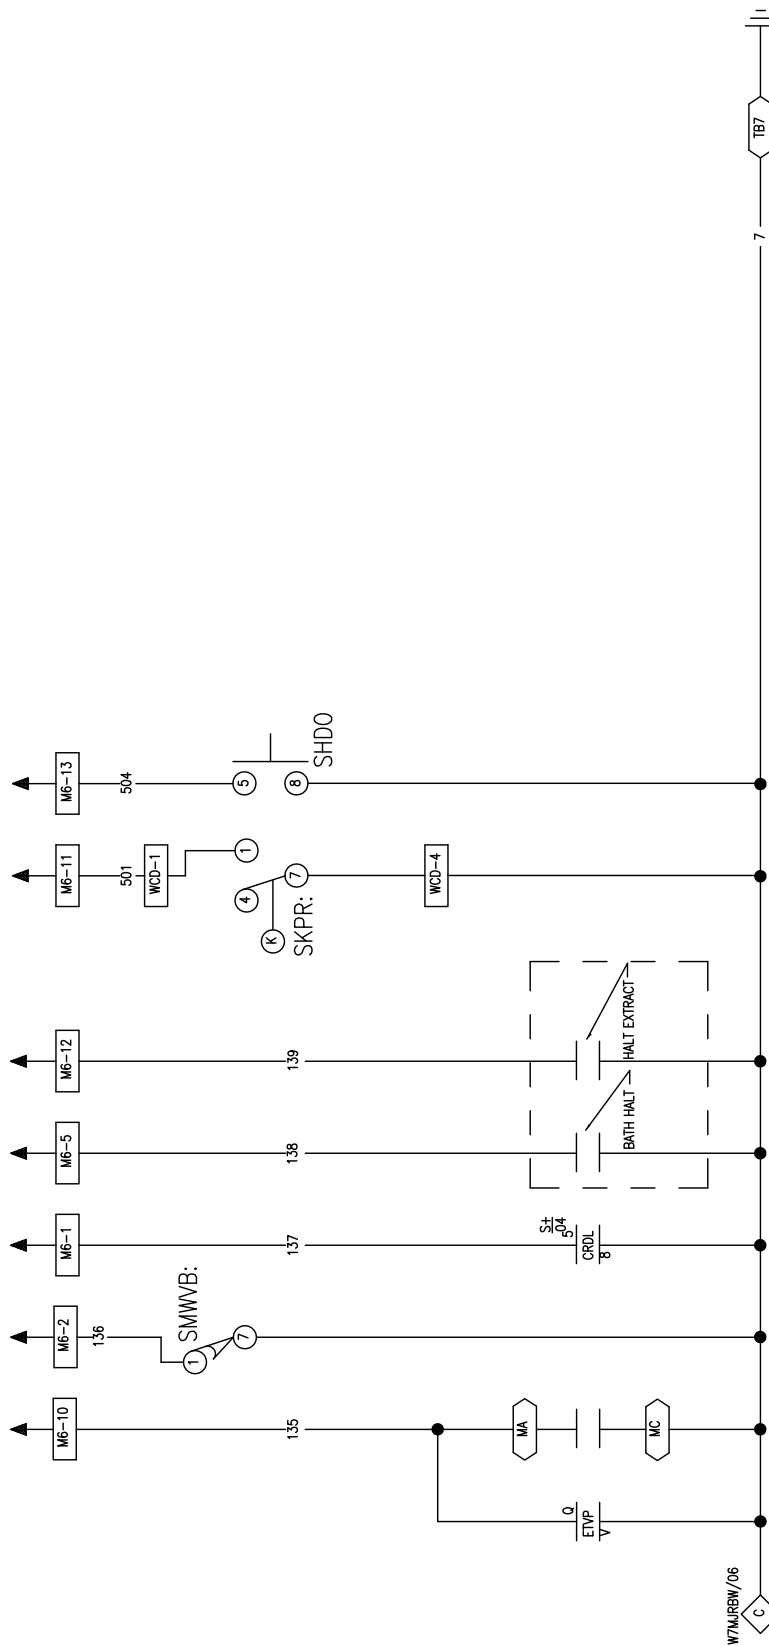 TB7
7
M6-13
504
5
8
SHDO
M6-11
501
WCD-1
1
4
7
K
SKPR:
WCD-4
M6-12
139
HALT EXTRACT
M6-5
138
BATH HALT
M6-1
137
S+
04
5
CRDL
8
M6-2
136
SMWVB:
1
7
M6-10
135
MA
MC
Q
ETVP
V
W7MJRBW/06
C